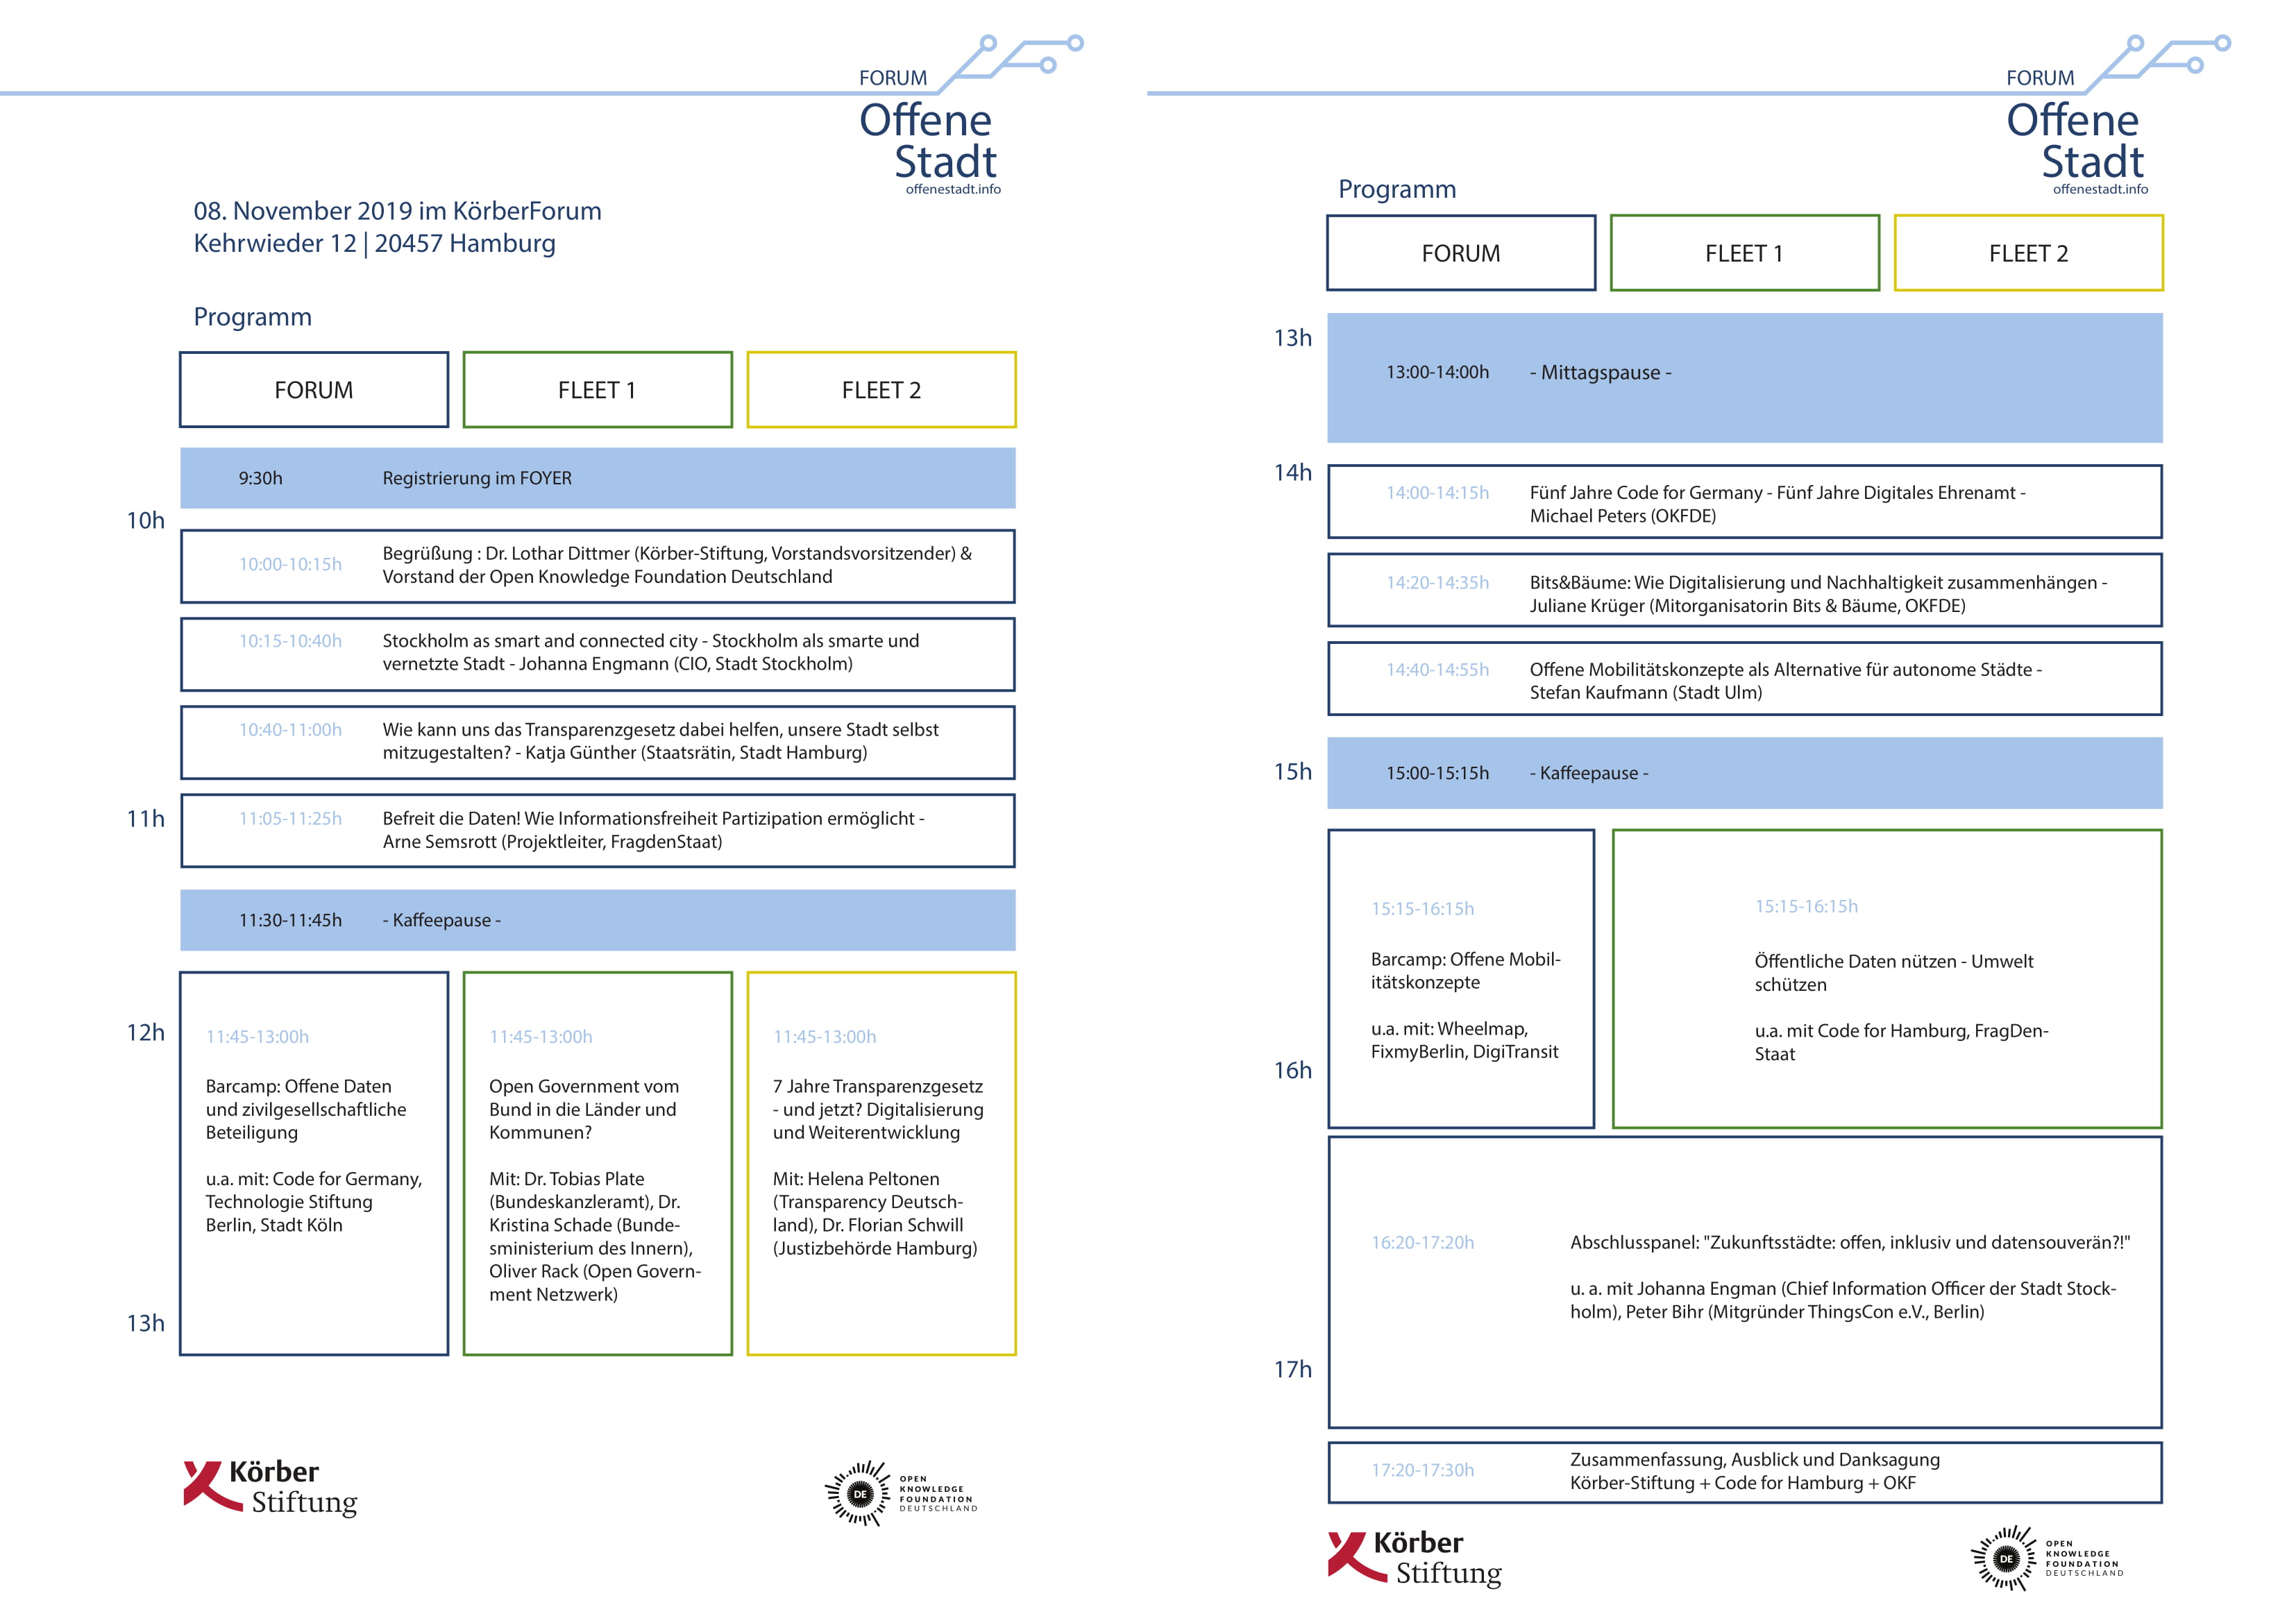 FORUM
Offene
Stadt
offenestadt.info
08. November 2019 im KörberForum
Kehrwieder 12 | 20457 Hamburg
Programm
FORUM
FLEET 1
FLEET 2
9:30h
Registrierung im FOYER
10h
10:00-10:15h
Begrüßung : Dr. Lothar Dittmer (Körber-Stiftung, Vorstandsvorsitzender) &
Vorstand der Open Knowledge Foundation Deutschland
10:15-10:40h
Stockholm as smart and connected city - Stockholm als smarte und
vernetzte Stadt - Johanna Engmann (CIO, Stadt Stockholm)
10:40-11:00h
Wie kann uns das Transparenzgesetz dabei helfen, unsere Stadt selbst
mitzugestalten? - Katja Günther (Staatsrätin, Stadt Hamburg)
11h
11:05-11:25h
Befreit die Daten! Wie Informationsfreiheit Partizipation ermöglicht -
Arne Semsrott (Projektleiter, FragdenStaat)
11:30-11:45h
- Kaffeepause -
12h
11:45-13:00h
Barcamp: Offene Daten
und zivilgesellschaftliche
Beteiligung
u.a. mit: Code for Germany,
Technologie Stiftung
Berlin, Stadt Köln
11:45-13:00h
Open Government vom
Bund in die Länder und
Kommunen?
Mit: Dr. Tobias Plate
(Bundeskanzleramt), Dr.
Kristina Schade (Bunde-
sministerium des Innern),
Oliver Rack (Open Govern-
ment Netzwerk)
11:45-13:00h
7 Jahre Transparenzgesetz
- und jetzt? Digitalisierung
und Weiterentwicklung
Mit: Helena Peltonen
(Transparency Deutsch-
land), Dr. Florian Schwill
(Justizbehörde Hamburg)
13h
Körber
Stiftung
DE
OPEN
KNOWLEDGE
FOUNDATION
DEUTSCHLAND
FORUM
Offene
Stadt
offenestadt.info
Programm
FORUM
FLEET 1
FLEET 2
13h
13:00-14:00h
- Mittagspause -
14h
14:00-14:15h
Fünf Jahre Code for Germany - Fünf Jahre Digitales Ehrenamt -
Michael Peters (OKFDE)
14:20-14:35h
Bits&Bäume: Wie Digitalisierung und Nachhaltigkeit zusammenhängen -
Juliane Krüger (Mitorganisatorin Bits & Bäume, OKFDE)
14:40-14:55h
Offene Mobilitätskonzepte als Alternative für autonome Städte -
Stefan Kaufmann (Stadt Ulm)
15h
15:00-15:15h
- Kaffeepause -
15:15-16:15h
Barcamp: Offene Mobil-
itätskonzepte
u.a. mit: Wheelmap,
FixmyBerlin, DigiTransit
15:15-16:15h
Öffentliche Daten nützen - Umwelt
schützen
u.a. mit Code for Hamburg, FragDen-
Staat
16h
16:20-17:20h
Abschlusspanel: "Zukunftsstädte: offen, inklusiv und datensouverän?!"
u. a. mit Johanna Engman (Chief Information Officer der Stadt Stock-
holm), Peter Bihr (Mitgründer ThingsCon e.V., Berlin)
17h
17:20-17:30h
Zusammenfassung, Ausblick und Danksagung
Körber-Stiftung + Code for Hamburg + OKF
Körber
Stiftung
DE
OPEN
KNOWLEDGE
FOUNDATION
DEUTSCHLAND